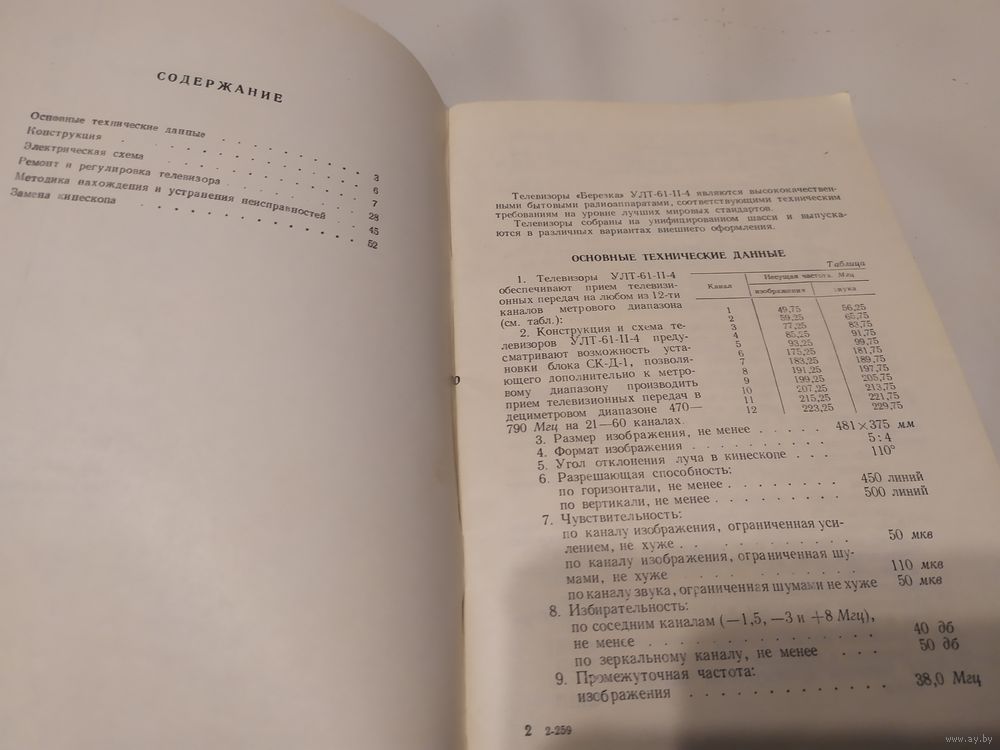 СОДЕРЖАНИЕ
Основные технические данные . . . . . . . . 3
Конструкция . . . . . . . . . . . 6
Электрическая схема . . . . . . . . . 7
Ремонт и регулировка телевизора . . . . . . 28
Методика нахождения и устранения неисправностей . 45
Замена кинескопа . . . . . . . . . . 52
Телевизоры «Березка» УЛТ-61-II-4 являются высококачествен-
ными бытовыми радиоаппаратами, соответствующими техническим
требованиям на уровне лучших мировых стандартов.
Телевизоры собраны на унифицированном шасси и выпуска-
ются в различных вариантах внешнего оформления.
ОСНОВНЫЕ ТЕХНИЧЕСКИЕ ДАННЫЕ
1. Телевизоры УЛТ-61-II-4
обеспечивают прием телевизи-
онных передач на любом из 12-ти
каналов метрового диапазона
(см. табл.):
2. Конструкция и схема те-
левизоров УЛТ-61-II-4 преду-
сматривают возможность уста-
новки блока СК-Д-1, позволя-
ющего дополнительно к метро-
вому диапазону производить
прием телевизионных передач в
дециметровом диапазоне 470—
790 Мгц на 21—60 каналах.
Таблица
Канал
Несущая частота, Мгц
изображения звука
1 49,75 56,25
2 59,25 65,75
3 77,25 83,75
4 85,25 91,75
5 93,25 99,75
6 175,25 181,75
7 183,25 189,75
8 191,25 197,75
9 199,25 205,75
10 207,25 213,75
11 215,25 221,75
12 223,25 229,75
3. Размер изображения, не менее . . . . . 481×375 мм
4. Формат изображения . . . . . . . 5:4
5. Угол отклонения луча в кинескопе . . . 110°
6. Разрешающая способность:
по горизонтали, не менее . . . . . . . . 450 линий
по вертикали, не менее . . . . . . . . 500 линий
7. Чувствительность:
по каналу изображения, ограниченная уси-
лением, не хуже . . . . . . . . . . . 50 мкв
по каналу изображения, ограниченная шу-
мами, не хуже . . . . . . . . . . 110 мкв
по каналу звука, ограниченная шумами не хуже 50 мкв
8. Избирательность:
по соседним каналам (—1,5, —3 и +8 Мгц),
не менее . . . . . . . . . . . . 40 дб
по зеркальному каналу, не менее . . . 50 дб
9. Промежуточная частота:
изображения . . . . . . . . . . . 38,0 Мгц
2 2-259
www.ay.by